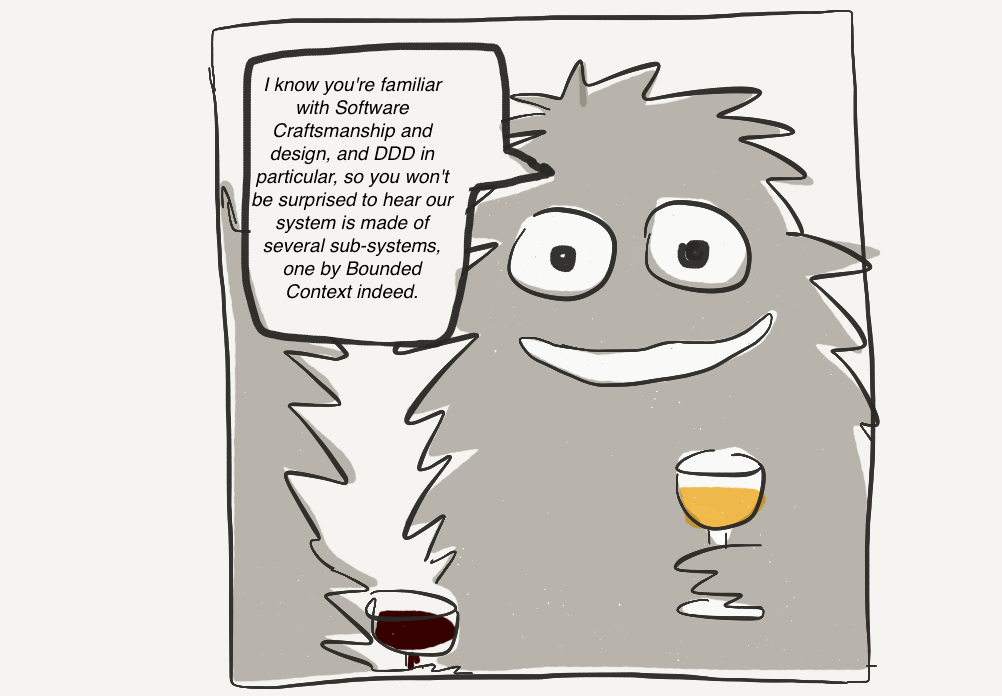 I know you're familiar
with Software
Craftsmanship and
design, and DDD in
particular, so you won't
be surprised to hear our
system is made of
several sub-systems,
one by Bounded
Context indeed.